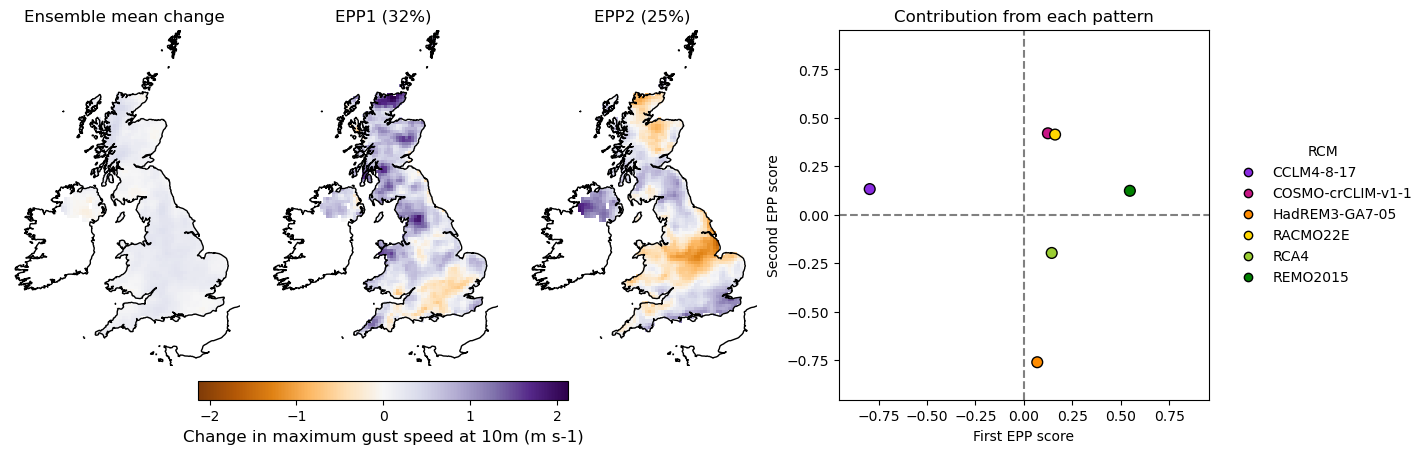 Ensemble mean change
EPP1 (32%)
EPP2 (25%)
Contribution from each pattern
−2
−1
0
1
2
Change in maximum gust speed at 10m (m s-1)
Second EPP score
0.75
0.50
0.25
0.00
−0.25
−0.50
−0.75
−0.75
−0.50
−0.25
0.00
0.25
0.50
0.75
First EPP score
RCM
CCLM4-8-17
COSMO-crCLIM-v1-1
HadREM3-GA7-05
RACMO22E
RCA4
REMO2015